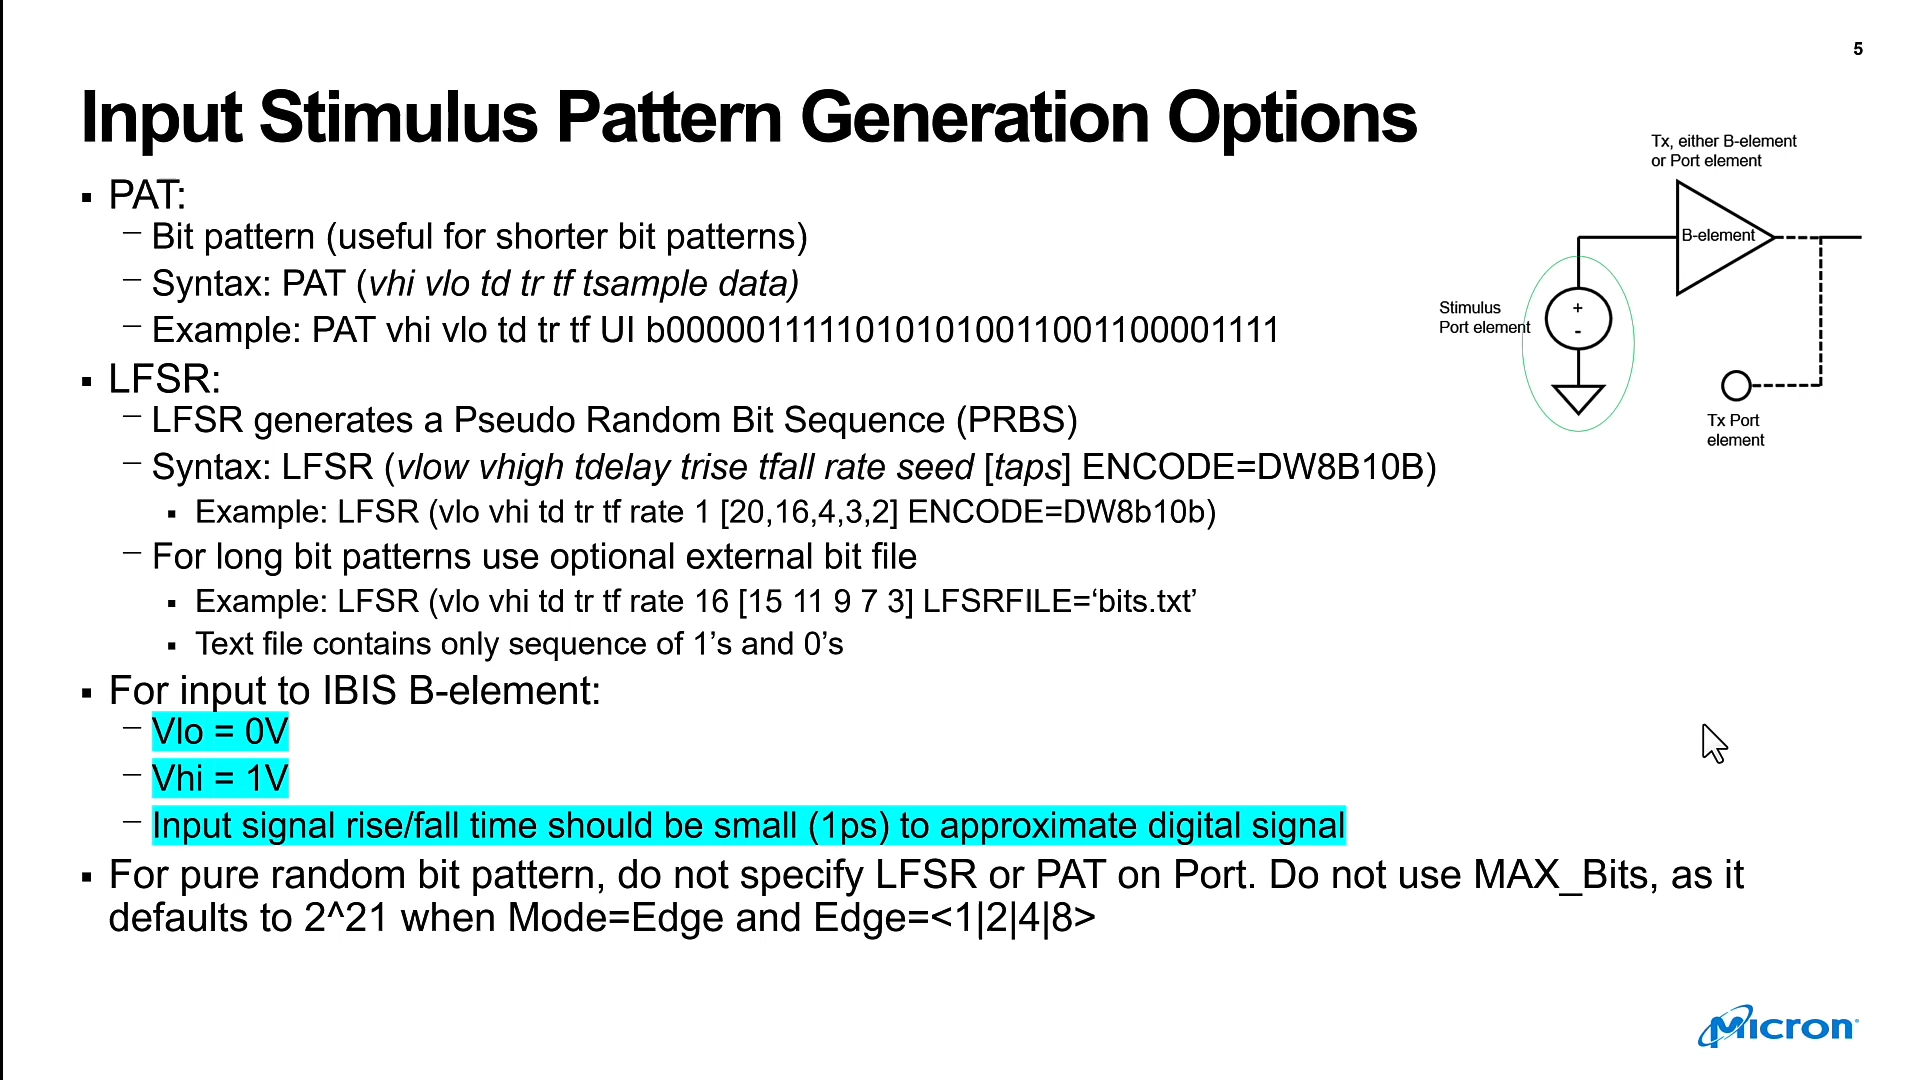 5
Input Stimulus Pattern Generation Options
▪ PAT:
– Bit pattern (useful for shorter bit patterns)
– Syntax: PAT (vhi vlo td tr tf tsample data)
– Example: PAT vhi vlo td tr tf UI b00000111110101010011001100001111
▪ LFSR:
– LFSR generates a Pseudo Random Bit Sequence (PRBS)
– Syntax: LFSR (vlow vhigh tdelay trise tfall rate seed [taps] ENCODE=DW8B10B)
▪ Example: LFSR (vlo vhi td tr tf rate 1 [20,16,4,3,2] ENCODE=DW8b10b)
– For long bit patterns use optional external bit file
▪ Example: LFSR (vlo vhi td tr tf rate 16 [15 11 9 7 3] LFSRFILE=‘bits.txt’
▪ Text file contains only sequence of 1’s and 0’s
▪ For input to IBIS B-element:
– Vlo = 0V
– Vhi = 1V
– Input signal rise/fall time should be small (1ps) to approximate digital signal
▪ For pure random bit pattern, do not specify LFSR or PAT on Port. Do not use MAX_Bits, as it
defaults to 2^21 when Mode=Edge and Edge=<1|2|4|8>
Tx, either B-element
or Port element
B-element
Stimulus
Port element
+
-
Tx Port
element
Micron